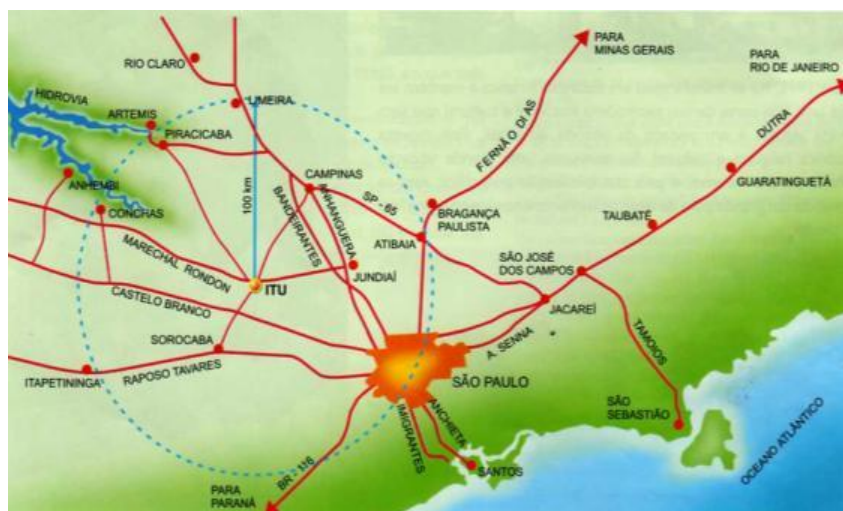 PARA
MINAS GERAIS
PARA
RIO DE JANEIRO
RIO CLARO
HIDROVIA
LIMEIRA
ARTEMIS
PIRACICABA
FERNÃO DIAS
DUTRA
CAMPINAS
ANHEMBI
SP - 65
GUARATINGUETÁ
CONCHAS
100 km
BANDEIRANTES
ANHANGUERA
BRAGANÇA
PAULISTA
TAUBATÉ
MARECHAL RONDON
ATIBAIA
SÃO JOSÉ
DOS CAMPOS
JUNDIAÍ
ITU
CASTELO BRANCO
JACAREÍ
SOROCABA
A. SENNA
TAMOIOS
ITAPETININGA
RAPOSO TAVARES
SÃO PAULO
SÃO
SEBASTIÃO
IMIGRANTES
ANCHIETA
OCEANO ATLÂNTICO
SANTOS
BR - 116
PARA
PARANÁ